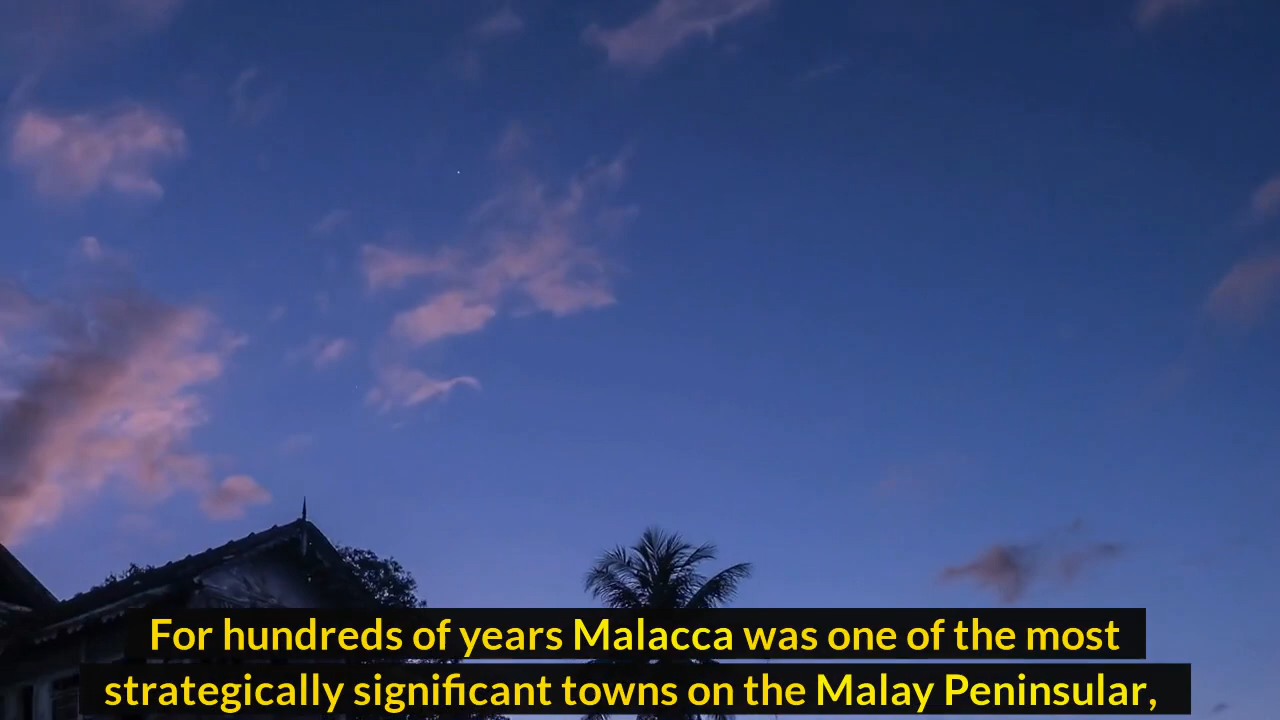 For hundreds of years Malacca was one of the most
strategically significant towns on the Malay Peninsular,